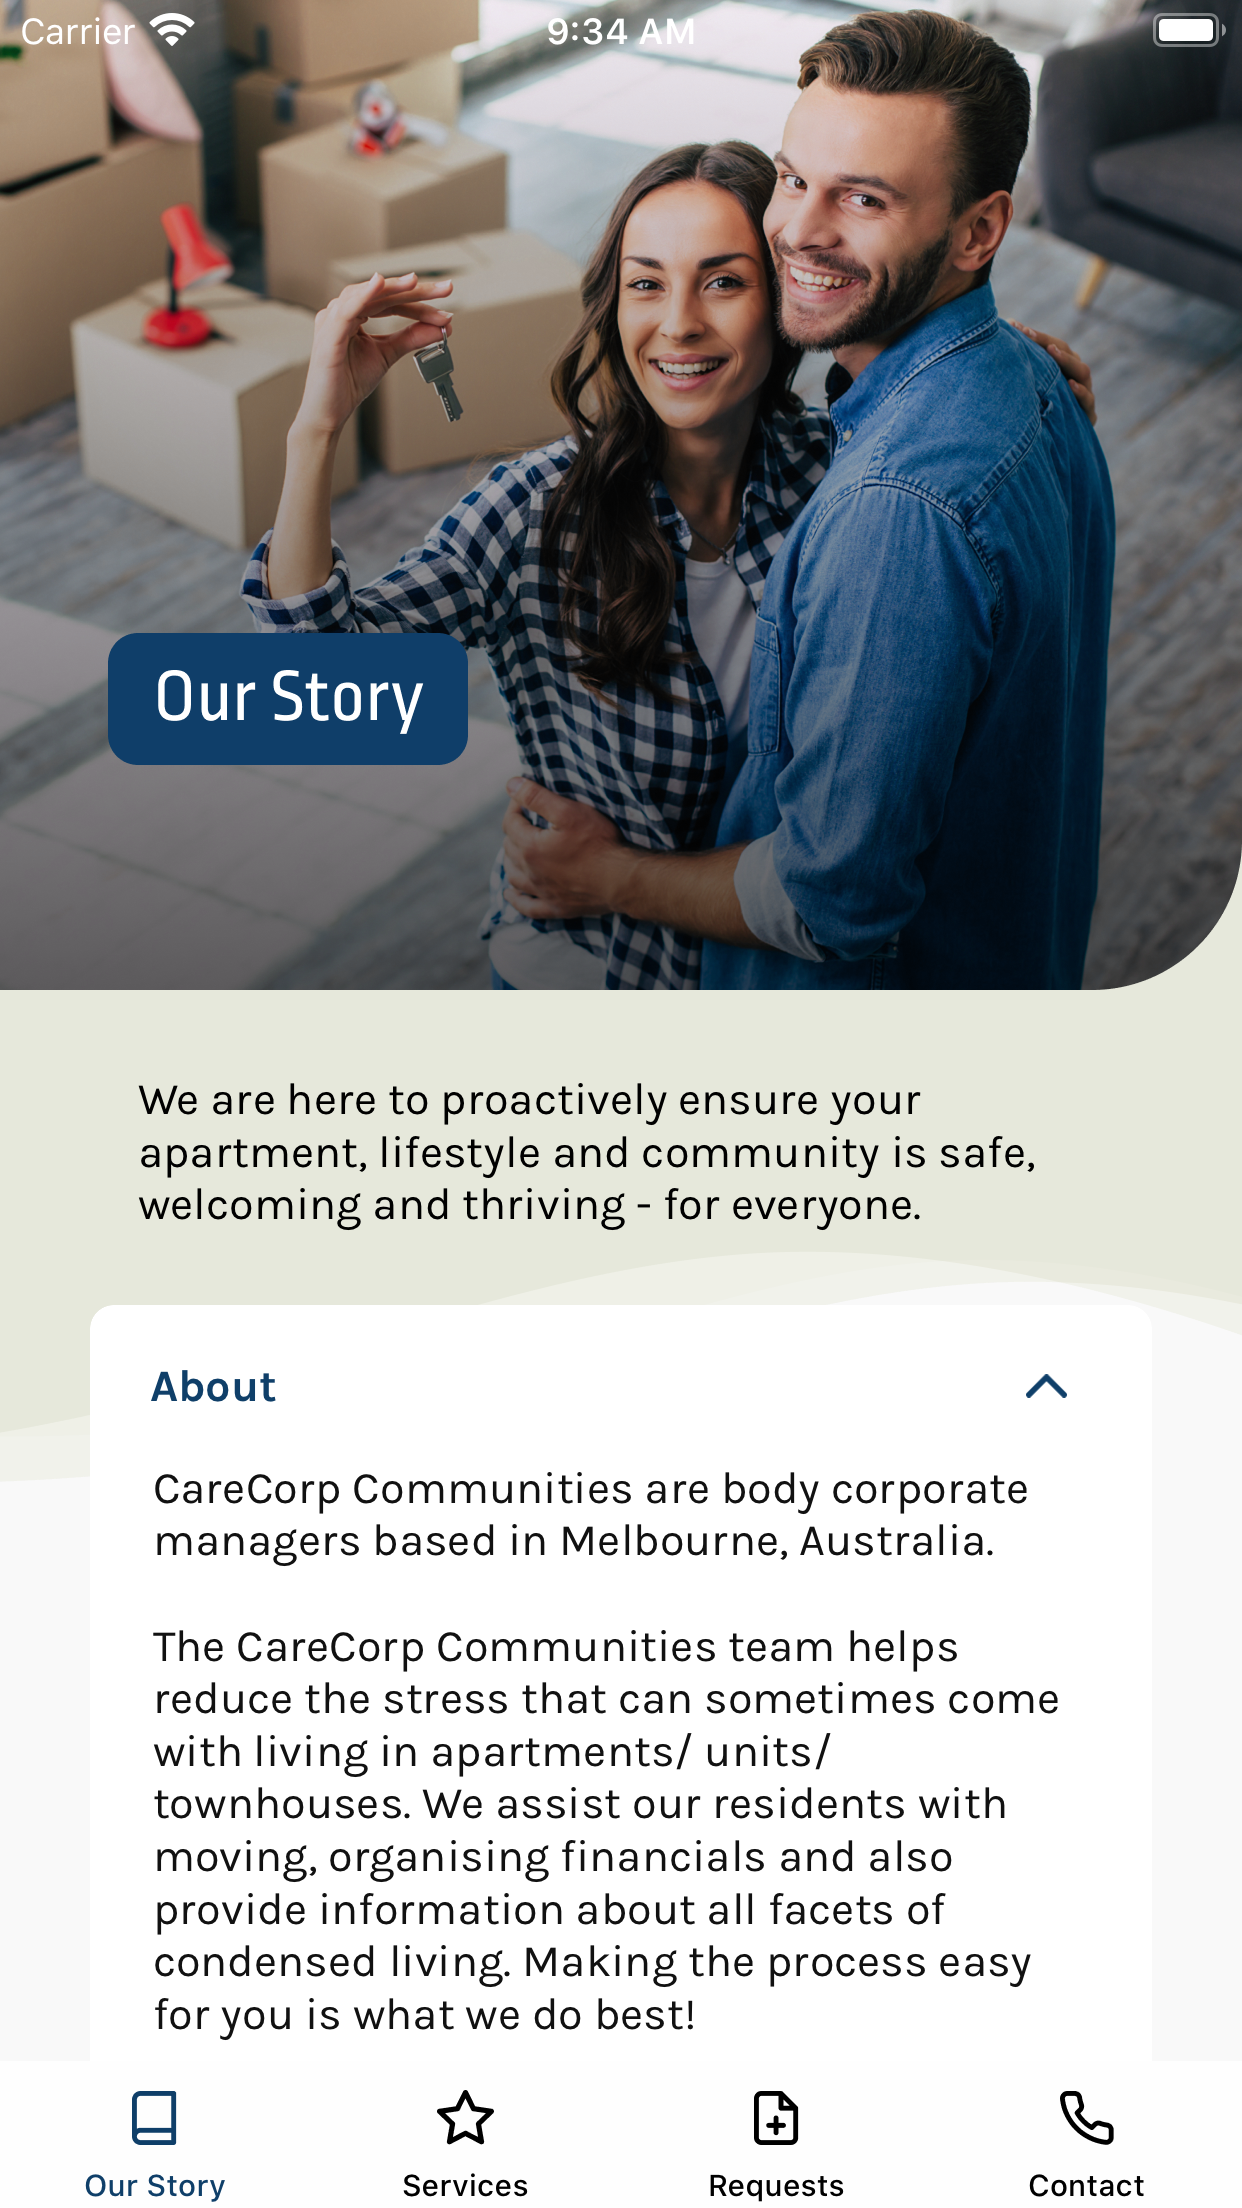 Carrier 9:34 AM
Our Story
We are here to proactively ensure your
apartment, lifestyle and community is safe,
welcoming and thriving - for everyone.
About
CareCorp Communities are body corporate
managers based in Melbourne, Australia.
The CareCorp Communities team helps
reduce the stress that can sometimes come
with living in apartments/ units/
townhouses. We assist our residents with
moving, organising financials and also
provide information about all facets of
condensed living. Making the process easy
for you is what we do best!
Our Story Services Requests Contact